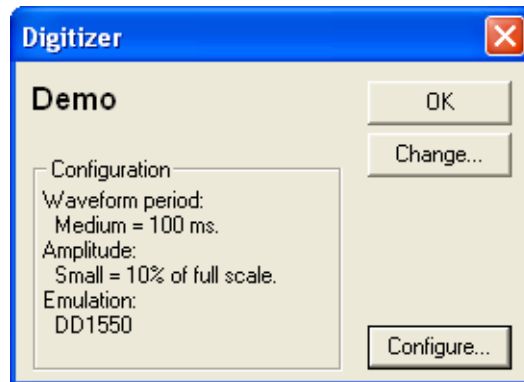 Digitizer
Demo
OK
Change...
Configuration
Waveform period:
Medium = 100 ms.
Amplitude:
Small = 10% of full scale.
Emulation:
DD1550
Configure...